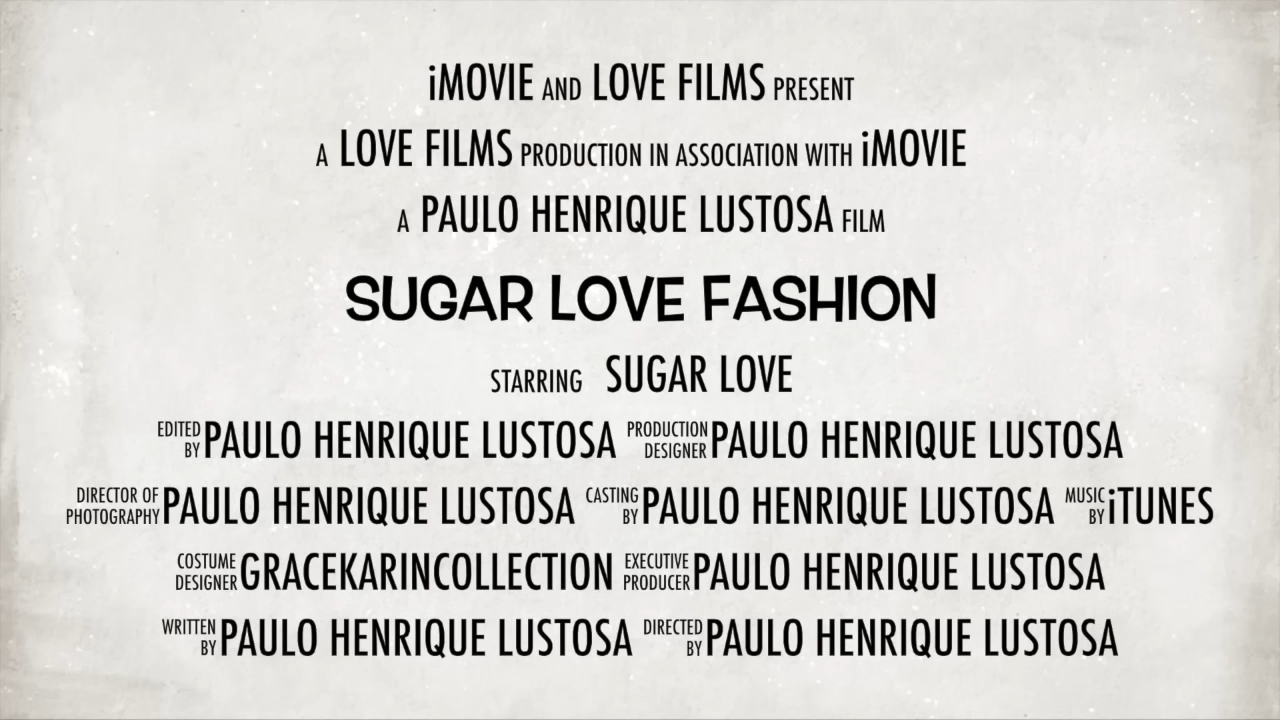 iMOVIE AND LOVE FILMS PRESENT
A LOVE FILMS PRODUCTION IN ASSOCIATION WITH iMOVIE
A PAULO HENRIQUE LUSTOSA FILM
SUGAR LOVE FASHION
STARRING SUGAR LOVE
EDITED BY PAULO HENRIQUE LUSTOSA PRODUCTION DESIGNER PAULO HENRIQUE LUSTOSA
DIRECTOR OF PHOTOGRAPHY PAULO HENRIQUE LUSTOSA CASTING BY PAULO HENRIQUE LUSTOSA MUSIC BY iTUNES
COSTUME DESIGNER GRACEKARINCOLLECTION EXECUTIVE PRODUCER PAULO HENRIQUE LUSTOSA
WRITTEN BY PAULO HENRIQUE LUSTOSA DIRECTED BY PAULO HENRIQUE LUSTOSA